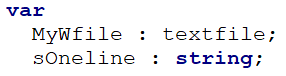 var
MyWfile : textfile;
sOneline : string;